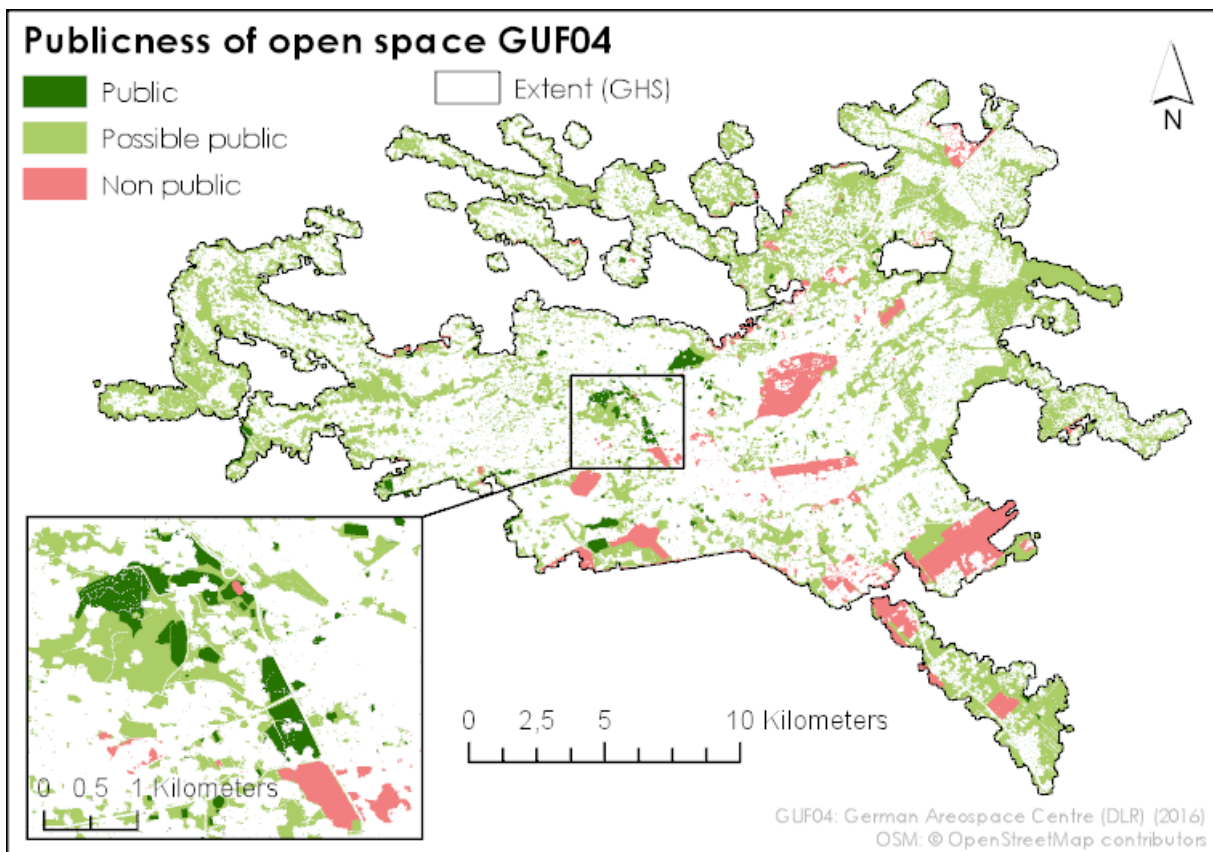 Publicness of open space GUF04
Public
Extent (GHS)
Possible public
Non public
N
0 2,5 5 10 Kilometers
0 0.5 1 Kilometers
GUF04: German Areospace Centre (DLR) (2016)
OSM: © OpenStreetMap contributors